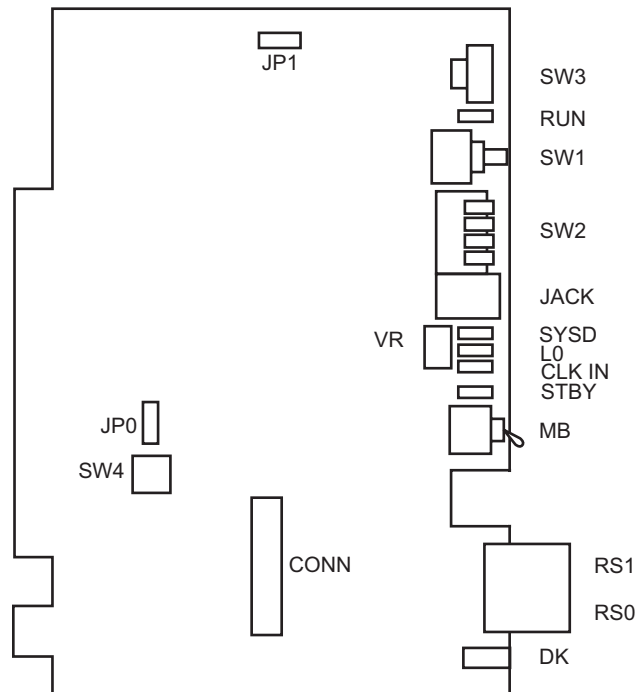 JP1
SW3
RUN
SW1
SW2
JACK
VR
SYSD
L0
CLK IN
STBY
JP0
MB
SW4
CONN
RS1
RS0
DK